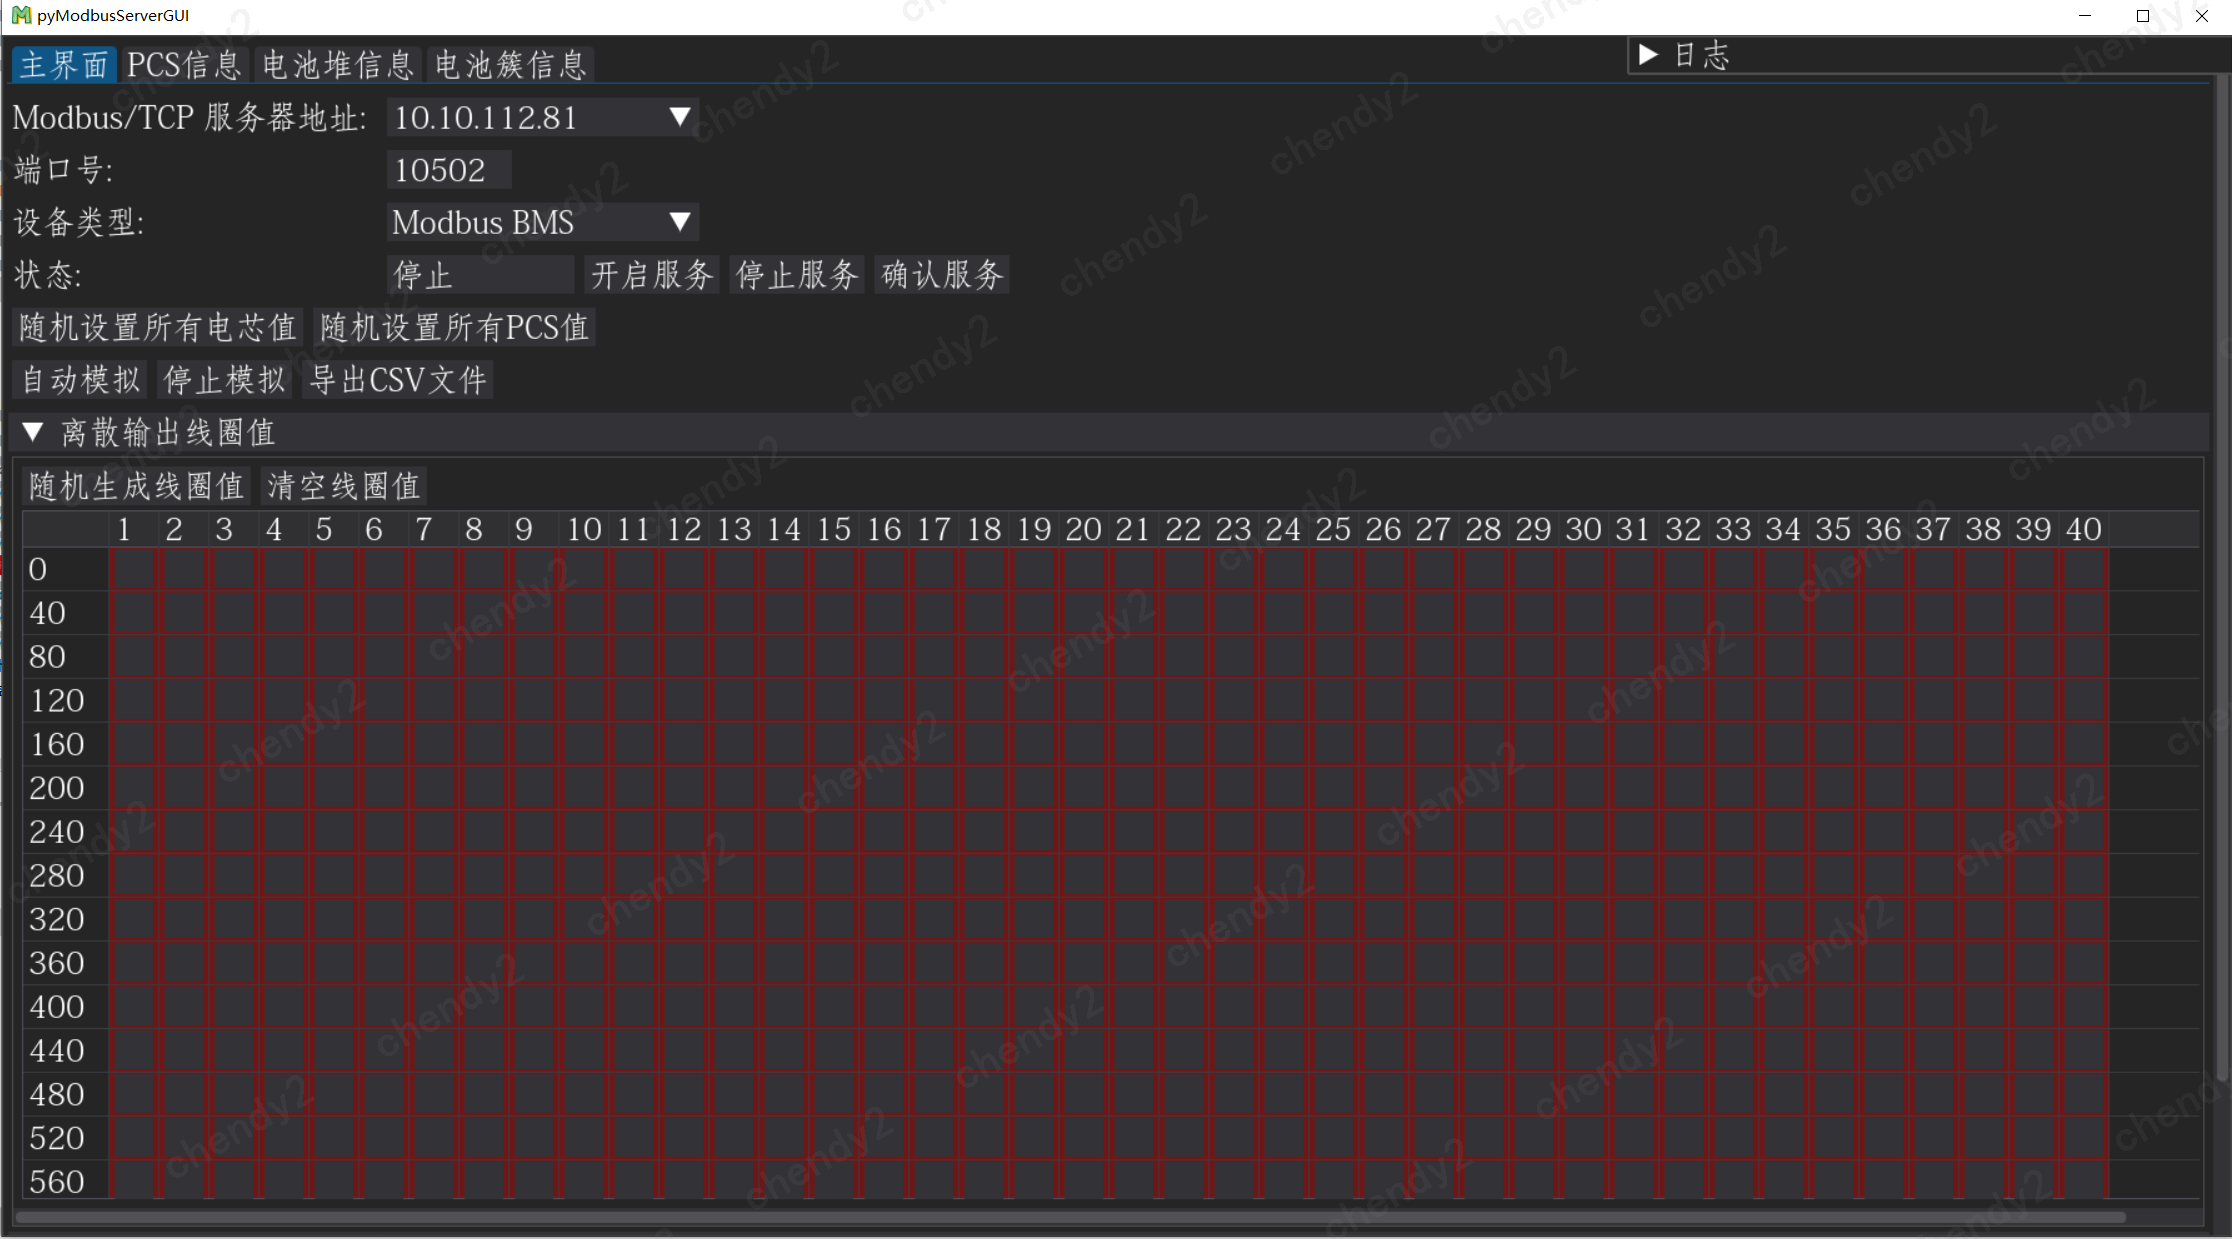 pyModbusServerGUI
主界面 PCS信息 电池堆信息 电池簇信息
▶ 日志
Modbus/TCP 服务器地址: 10.10.112.81 ▼
端口号: 10502
设备类型: Modbus BMS ▼
状态: 停止 开启服务 停止服务 确认服务
随机设置所有电芯值 随机设置所有PCS值
自动模拟 停止模拟 导出CSV文件
▼ 离散输出线圈值
随机生成线圈值 清空线圈值
1 2 3 4 5 6 7 8 9 10 11 12 13 14 15 16 17 18 19 20 21 22 23 24 25 26 27 28 29 30 31 32 33 34 35 36 37 38 39 40
0
40
80
120
160
200
240
280
320
360
400
440
480
520
560
chendy2